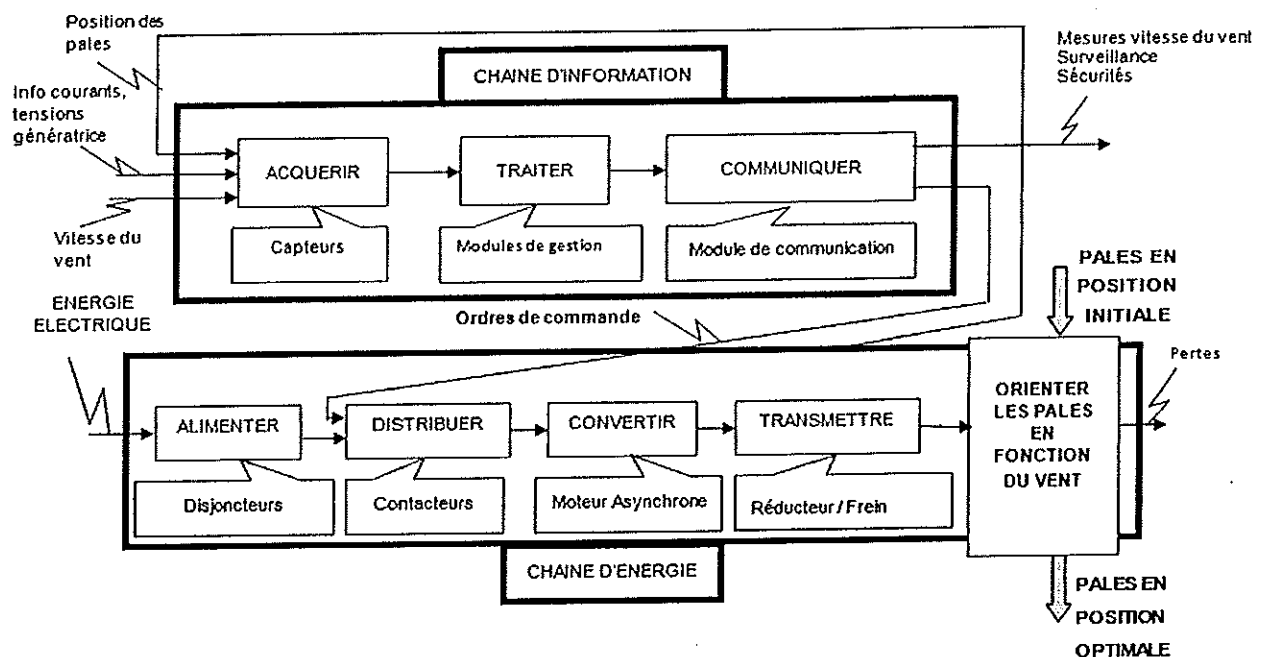 Position des
pales
Info courants,
tensions
génératrice
Vitesse du
vent
CHAINE D'INFORMATION
ACQUERIR
TRAITER
COMMUNIQUER
Capteurs
Modules de gestion
Module de communication
Mesures vitesse du vent
Surveillance
Sécurités
ENERGIE
ELECTRIQUE
Ordres de commande
PALES EN
POSITION
INITIALE
ALIMENTER
DISTRIBUER
CONVERTIR
TRANSMETTRE
Disjoncteurs
Contacteurs
Moteur Asynchrone
Réducteur / Frein
ORIENTER
LES PALES
EN
FONCTION
DU VENT
Pertes
CHAINE D'ENERGIE
PALES EN
POSITION
OPTIMALE